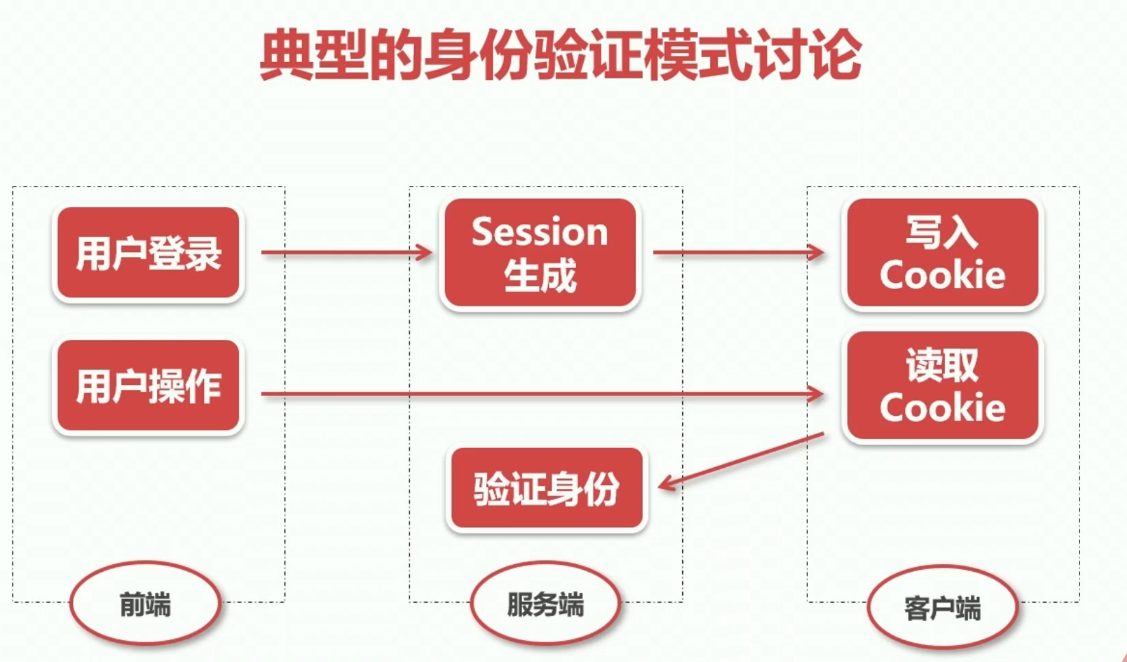 典型的身份验证模式讨论
用户登录
Session
生成
写入
Cookie
用户操作
读取
Cookie
验证身份
前端
服务端
客户端